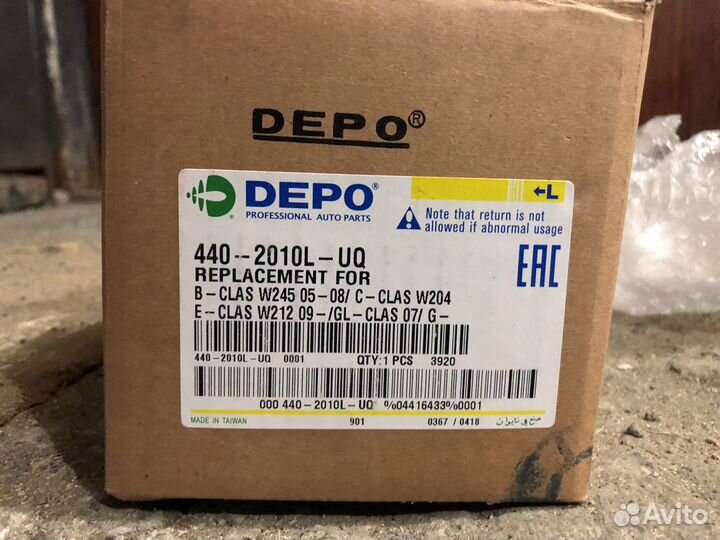 DEPO®
DEPO®
PROFESSIONAL AUTO PARTS
←L
Note that return is not
allowed if abnormal usage
440--2010L-UQ
REPLACEMENT FOR
EAC
B-CLAS W245 05-08/ C-CLAS W204
E-CLAS W212 09-/GL-CLAS 07/ G-
440-2010L-UQ 0001 QTY:1 PCS 3920
000 440-2010L-UQ %04416433%0001
MADE IN TAIWAN 901 0367 / 0418 صنع في تايوان
Avito